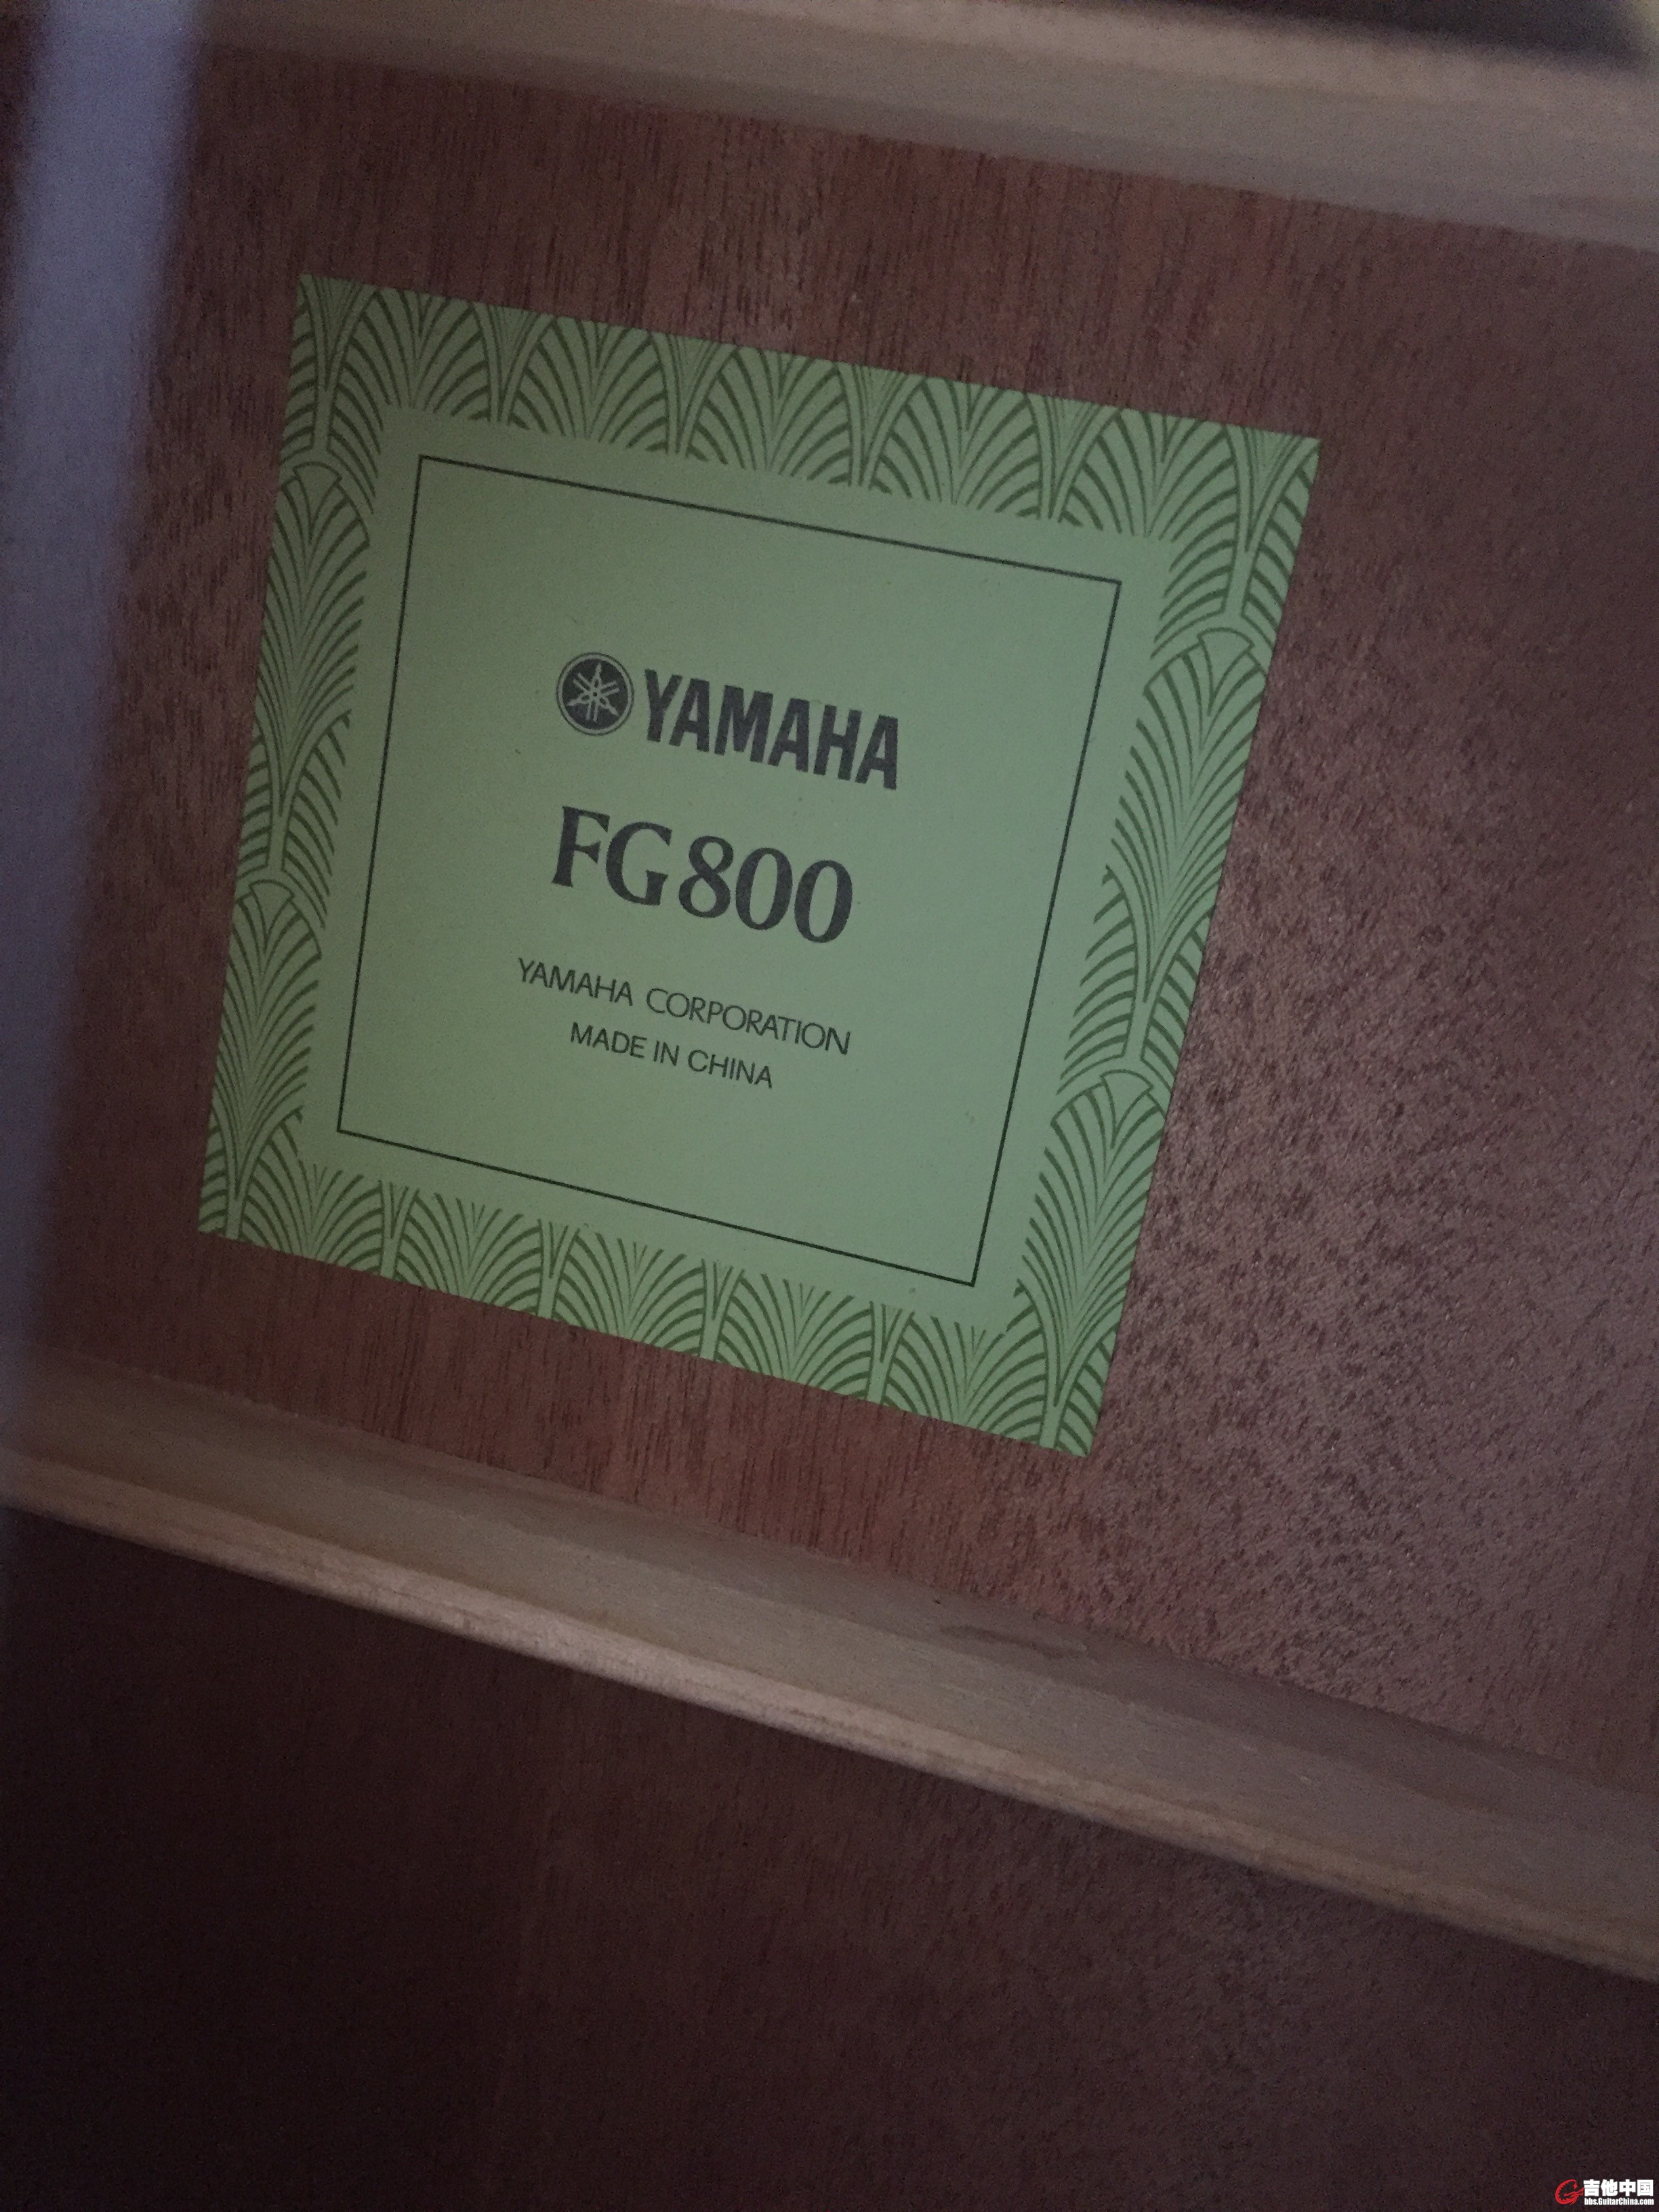 YAMAHA
FG800
YAMAHA CORPORATION
MADE IN CHINA
吉他中国
bbs.GuitarChina.com